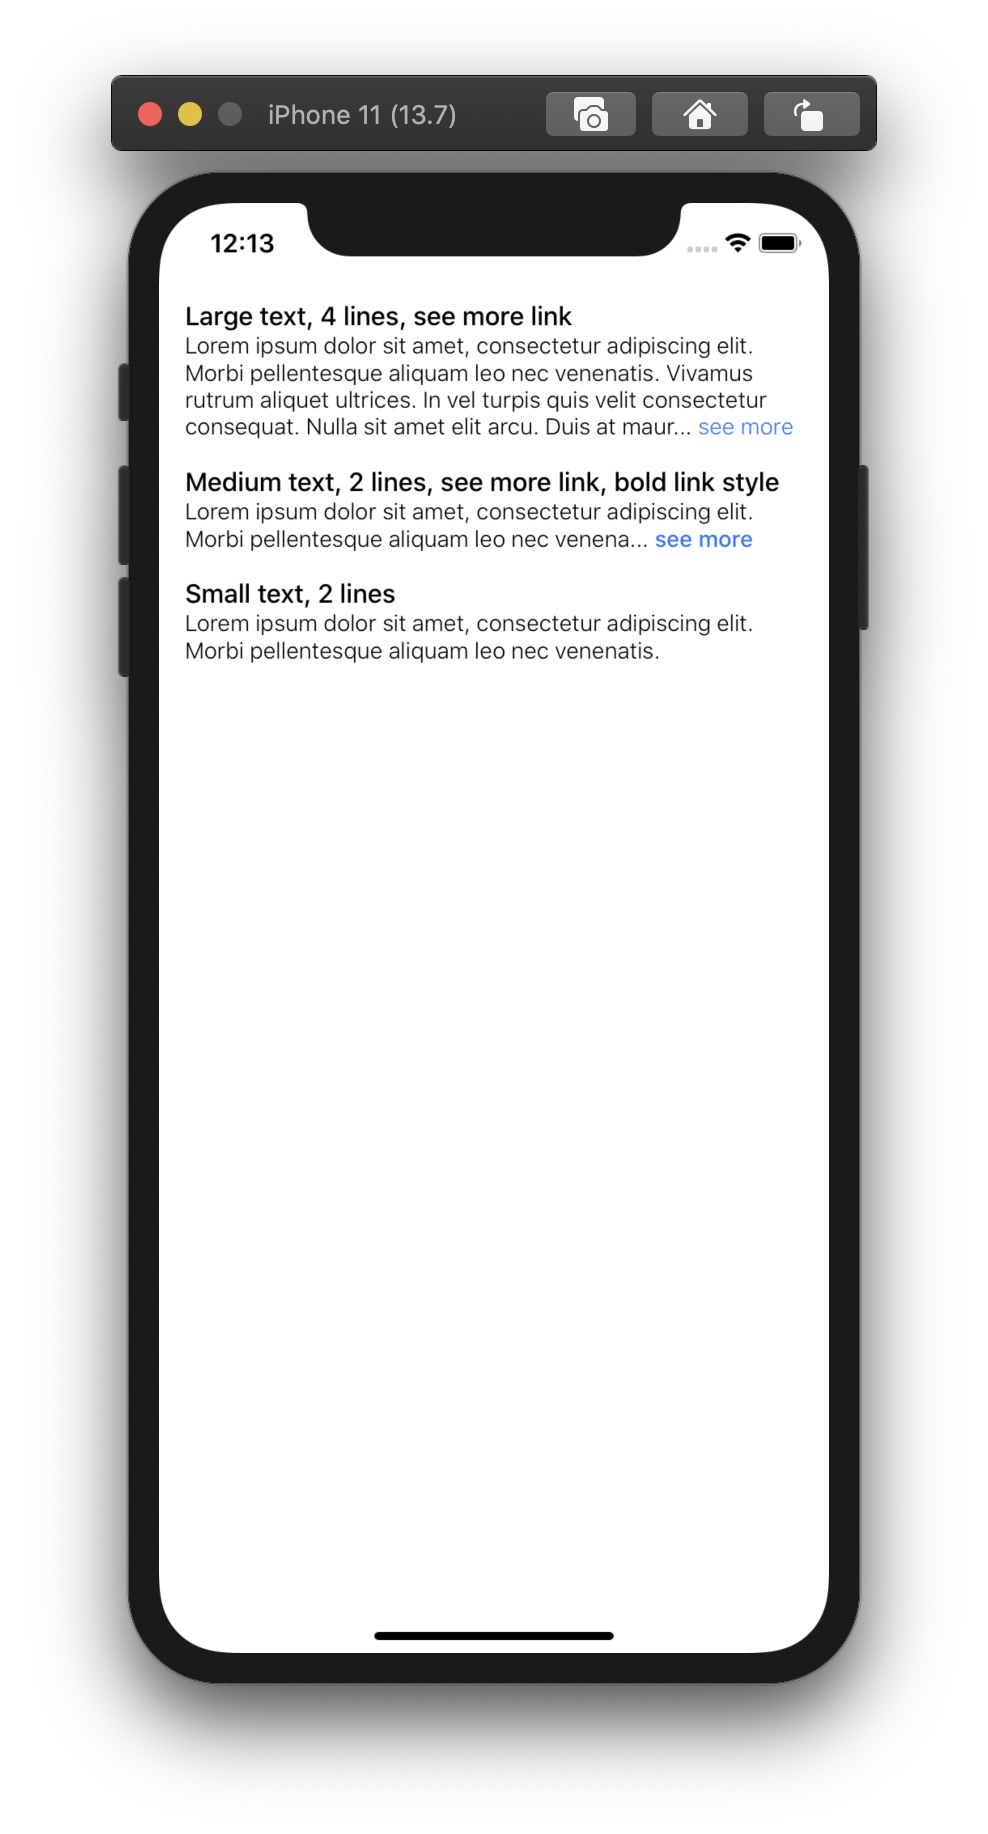 iPhone 11 (13.7)
12:13
Large text, 4 lines, see more link
Lorem ipsum dolor sit amet, consectetur adipiscing elit.
Morbi pellentesque aliquam leo nec venenatis. Vivamus
rutrum aliquet ultrices. In vel turpis quis velit consectetur
consequat. Nulla sit amet elit arcu. Duis at maur... see more
Medium text, 2 lines, see more link, bold link style
Lorem ipsum dolor sit amet, consectetur adipiscing elit.
Morbi pellentesque aliquam leo nec venena... see more
Small text, 2 lines
Lorem ipsum dolor sit amet, consectetur adipiscing elit.
Morbi pellentesque aliquam leo nec venenatis.